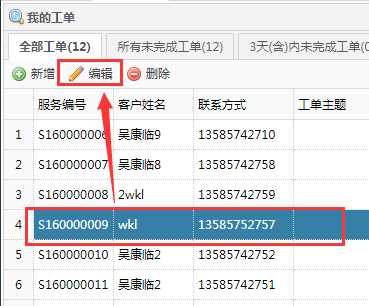 我的工单
全部工单(12) 所有未完成工单(12) 3天(含)内未完成工单(0
新增 编辑 删除
服务编号 客户姓名 联系方式 工单主题
1 S160000006 吴康临9 13585742710
2 S160000007 吴康临8 13585742758
3 S160000008 2wkl 13585742759
4 S160000009 wkl 13585752757
5 S160000010 吴康临2 13585742752
6 S160000011 吴康临2 13585742751